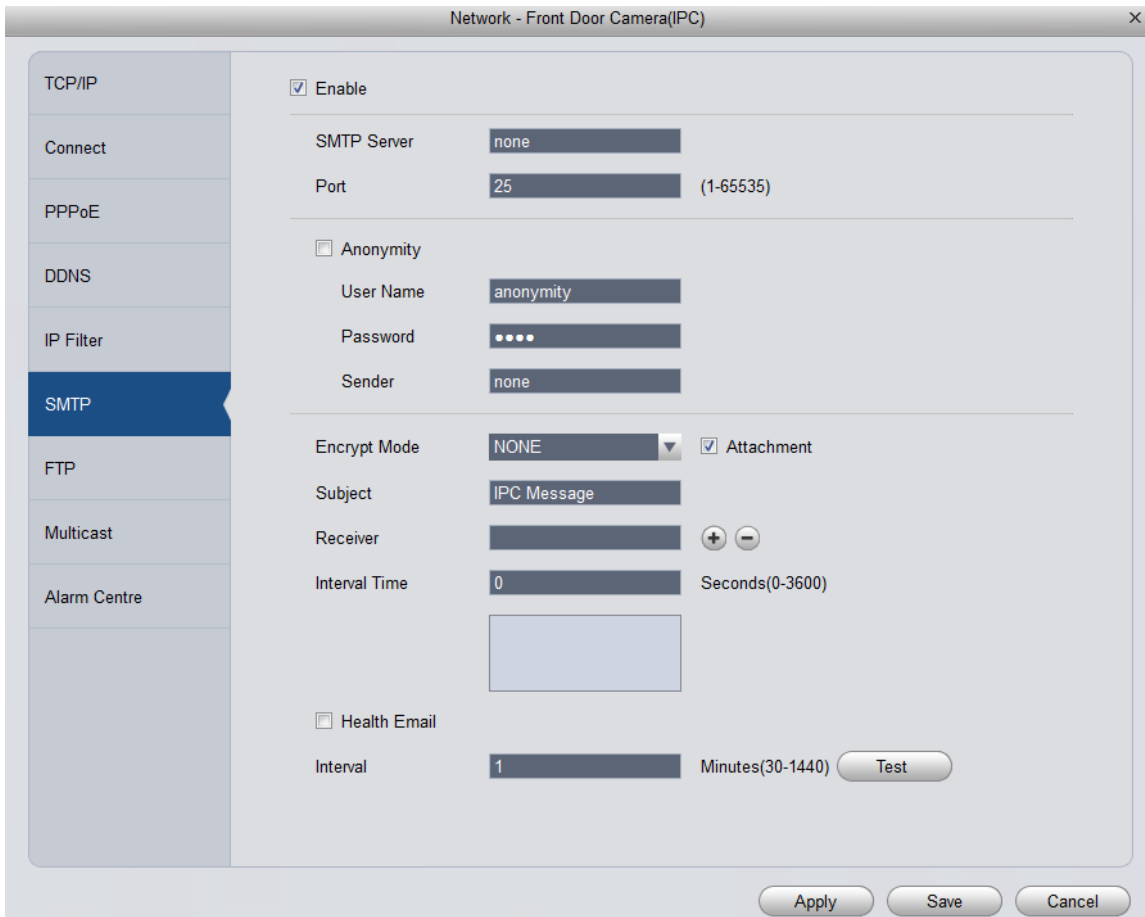 Network - Front Door Camera(IPC)
TCP/IP
Connect
PPPoE
DDNS
IP Filter
SMTP
FTP
Multicast
Alarm Centre
Enable
SMTP Server none
Port 25 (1-65535)
Anonymity
User Name anonymity
Password ••••
Sender none
Encrypt Mode NONE Attachment
Subject IPC Message
Receiver
Interval Time 0 Seconds(0-3600)
Health Email
Interval 1 Minutes(30-1440) Test
Apply Save Cancel